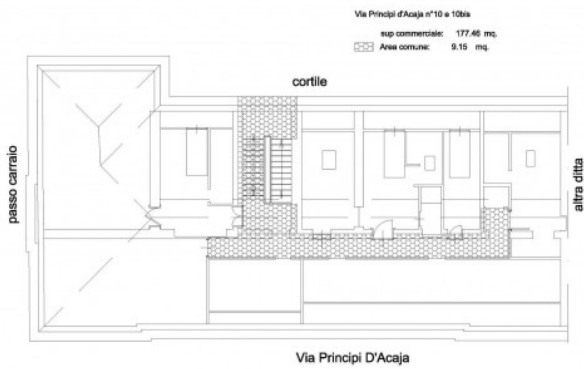 Via Principi d'Acaja n°10 e 10bis
sup commerciale: 177.46 mq.
Area comune: 9.15 mq.
cortile
passo carraio
altra ditta
Via Principi D'Acaja